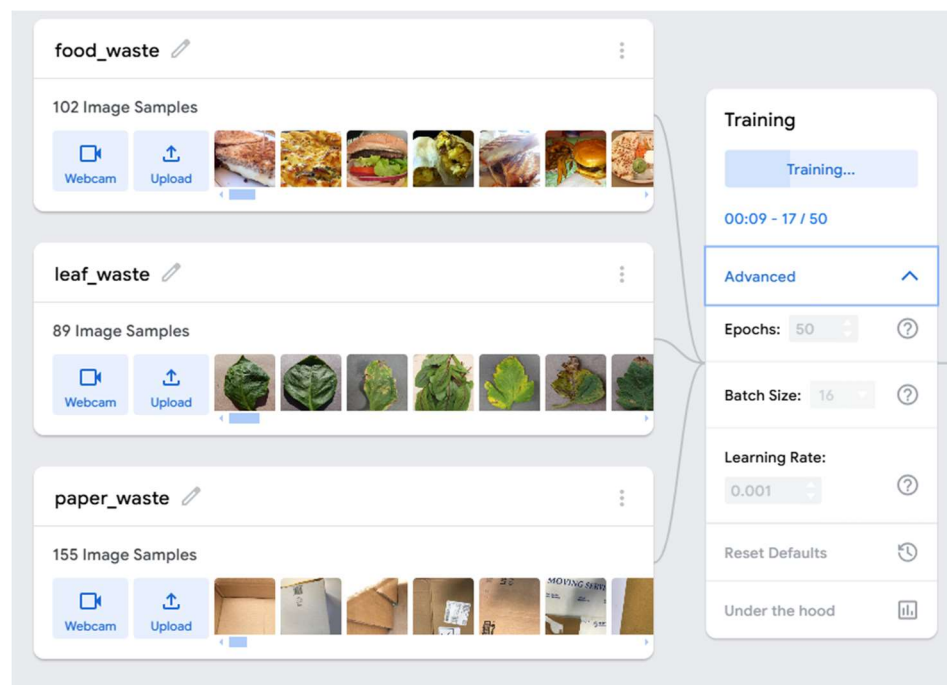 food_waste
102 Image Samples
Webcam
Upload
leaf_waste
89 Image Samples
Webcam
Upload
paper_waste
155 Image Samples
MOVING SERVI
Webcam
Upload
Training
Training...
00:09 - 17 / 50
Advanced
Epochs: 50
Batch Size: 16
Learning Rate:
0.001
Reset Defaults
Under the hood